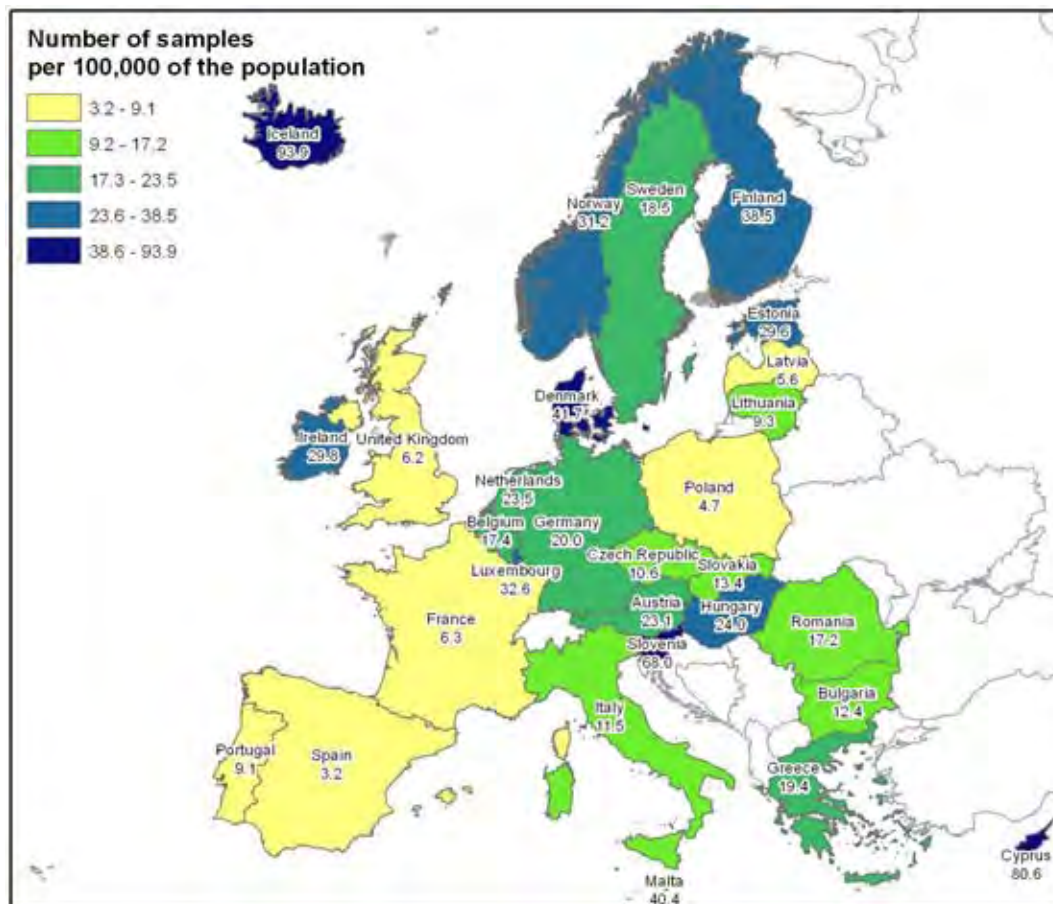 Number of samples
per 100,000 of the population
3.2 - 9.1
9.2 - 17.2
17.3 - 23.5
23.6 - 38.5
38.6 - 93.9
Iceland
93.9
Sweden
18.5
Norway
31.2
Finland
38.5
Estonia
29.6
Latvia
5.6
Lithuania
9.3
Denmark
41.7
Ireland
29.8
United Kingdom
6.2
Netherlands
23.5
Belgium
17.4
Germany
20.0
Poland
4.7
Czech Republic
10.6
Slovakia
13.4
Luxembourg
32.6
Austria
23.1
Hungary
24.0
Romania
17.2
France
6.3
Slovenia
68.0
Bulgaria
12.4
Italy
11.5
Portugal
9.1
Spain
3.2
Greece
19.4
Cyprus
80.6
Malta
40.4